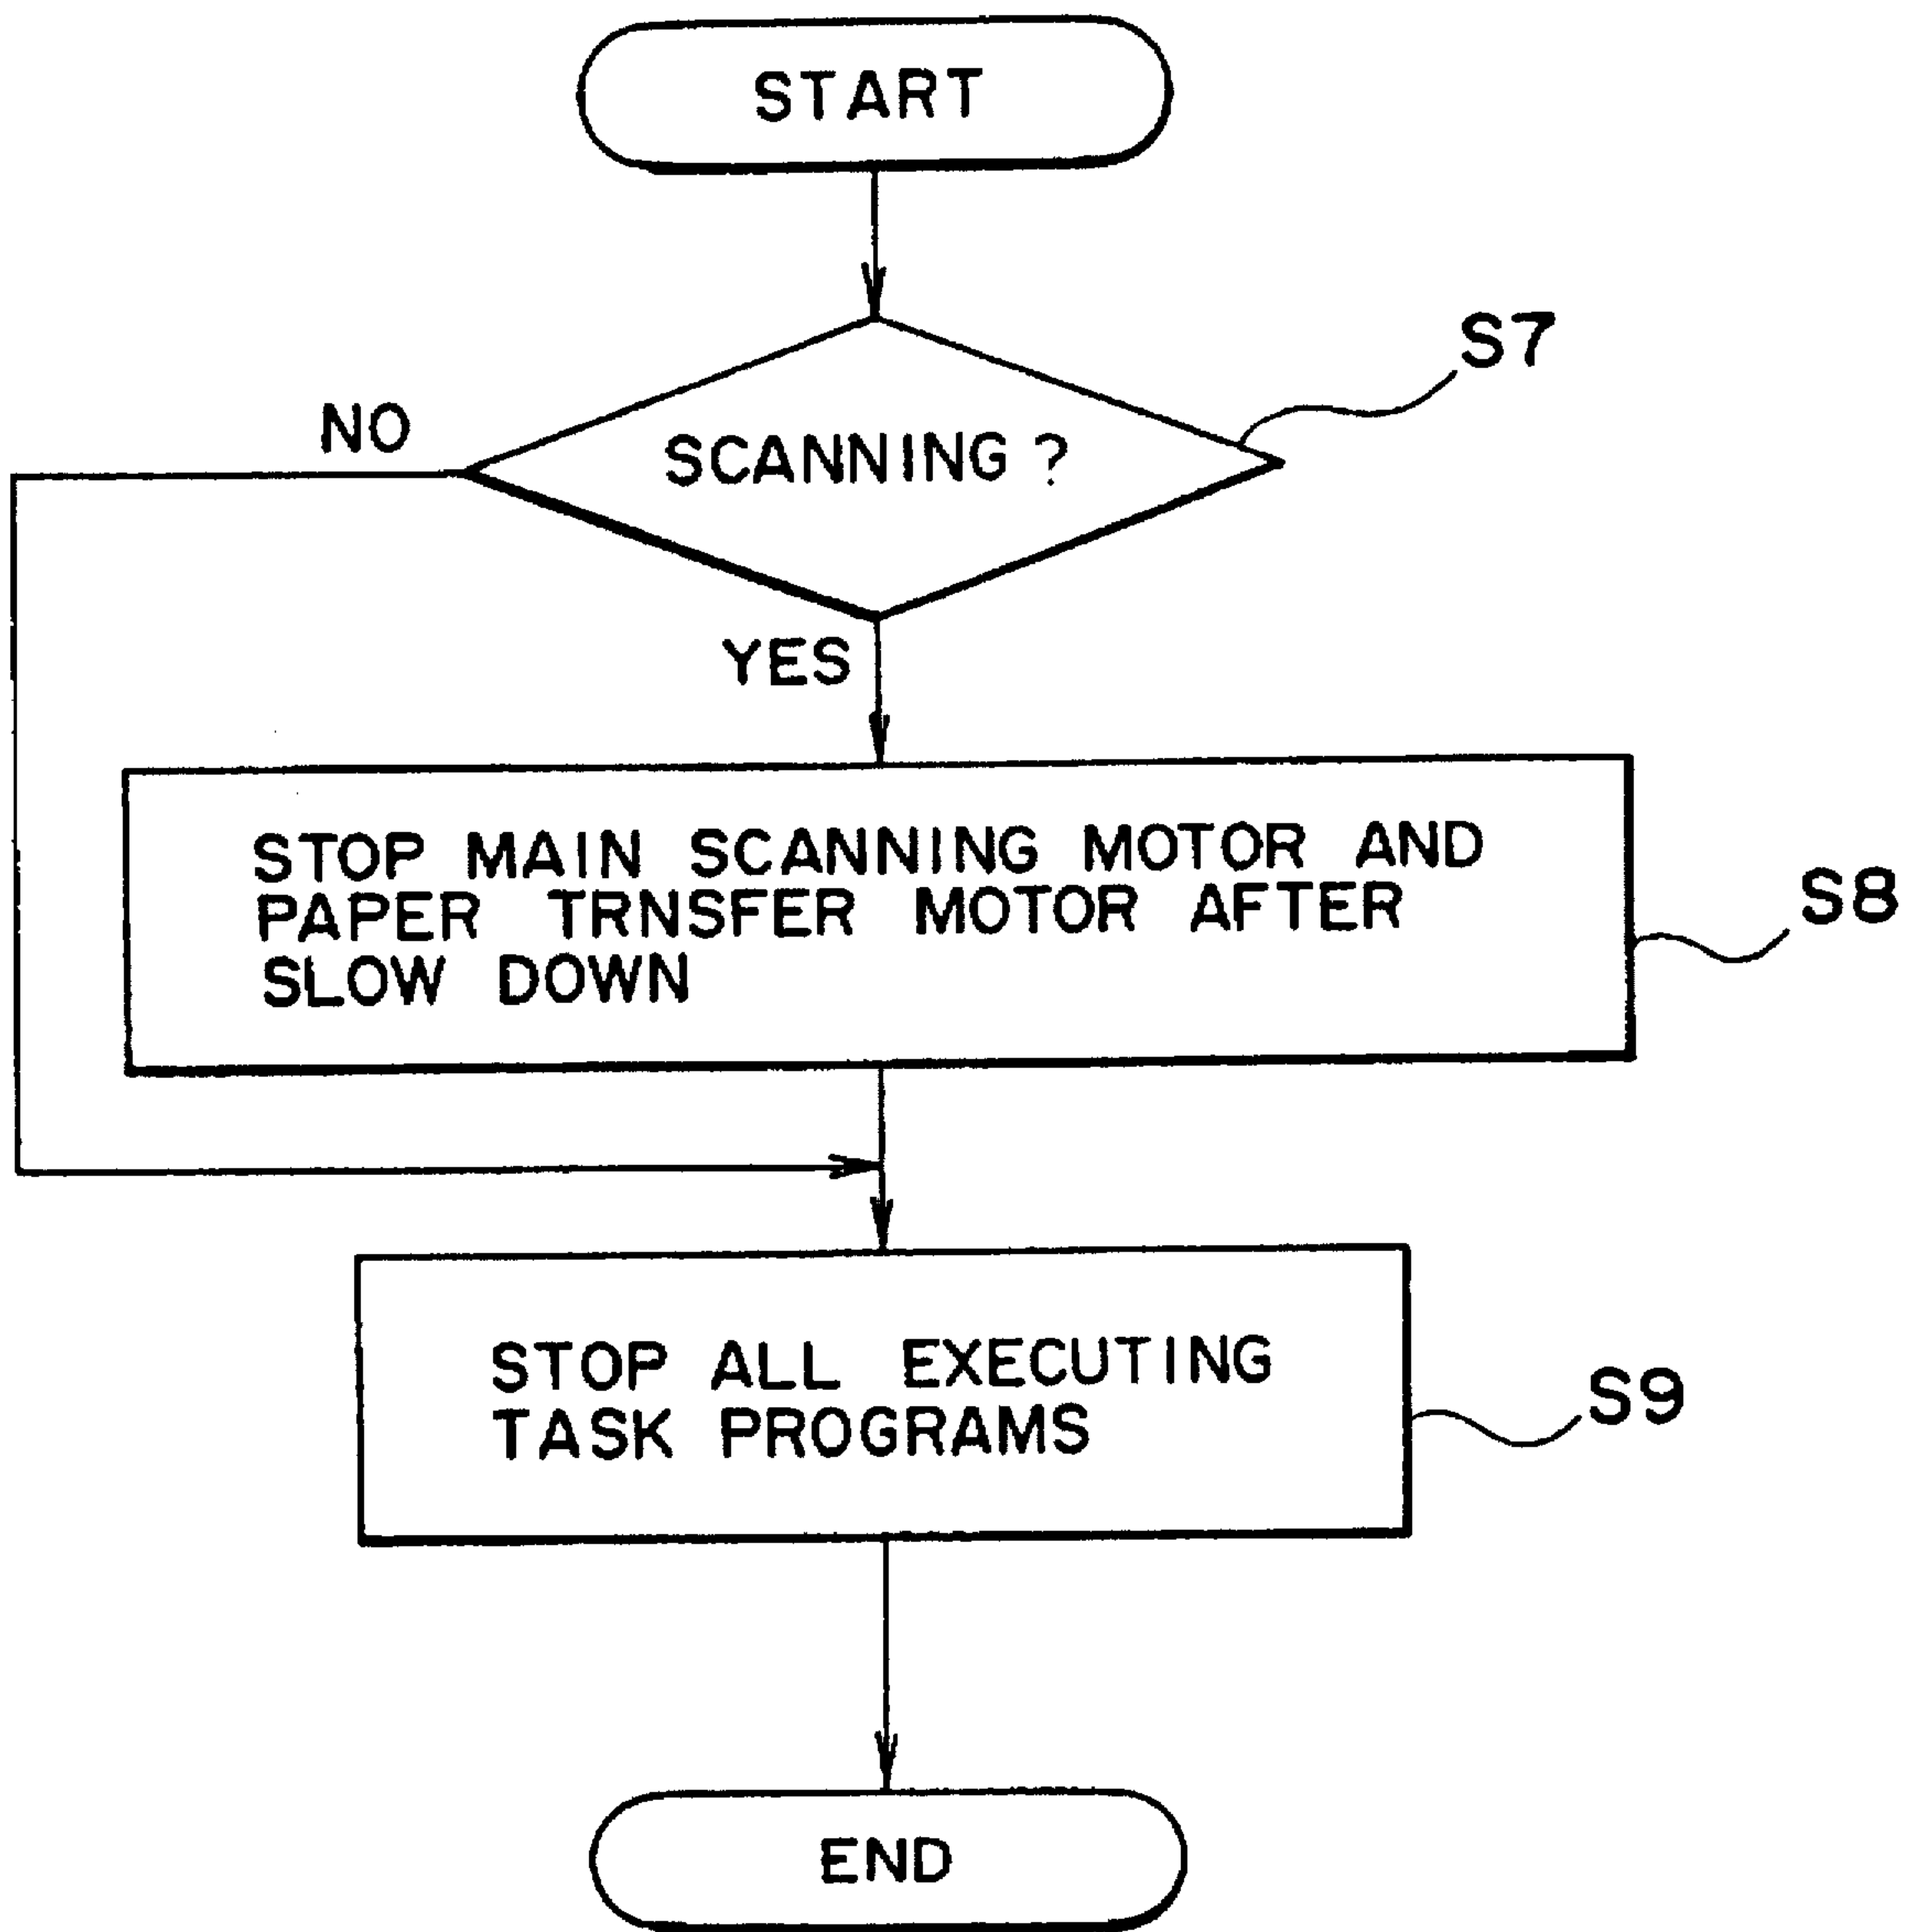 START
S7
NO
SCANNING ?
YES
STOP MAIN SCANNING MOTOR AND
PAPER TRNSFER MOTOR AFTER
SLOW DOWN
S8
STOP ALL EXECUTING
TASK PROGRAMS
S9
END